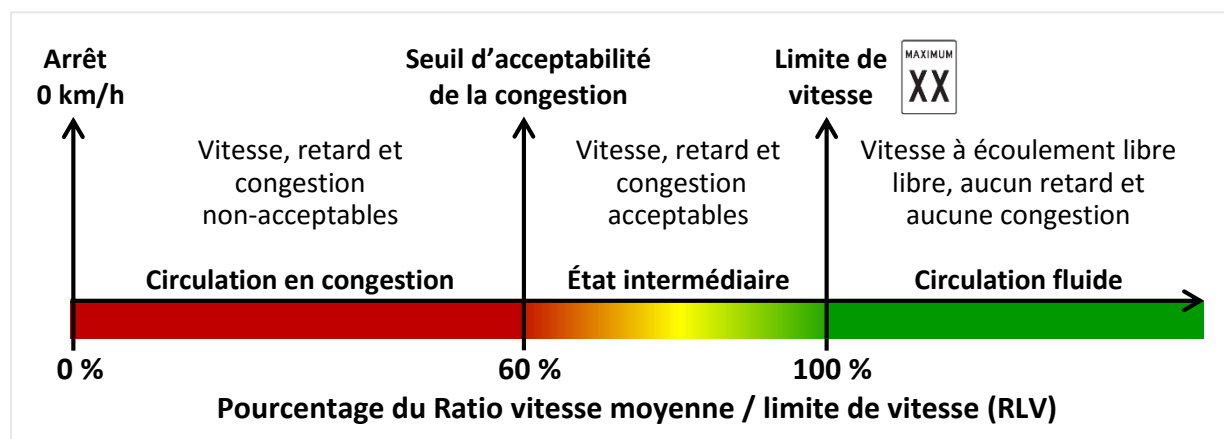 Arrêt
0 km/h
Seuil d’acceptabilité
de la congestion
Limite de
vitesse
MAXIMUM
XX
Vitesse, retard et
congestion
non-acceptables
Vitesse, retard et
congestion
acceptables
Vitesse à écoulement libre
libre, aucun retard et
aucune congestion
Circulation en congestion
État intermédiaire
Circulation fluide
0 %
60 %
100 %
Pourcentage du Ratio vitesse moyenne / limite de vitesse (RLV)